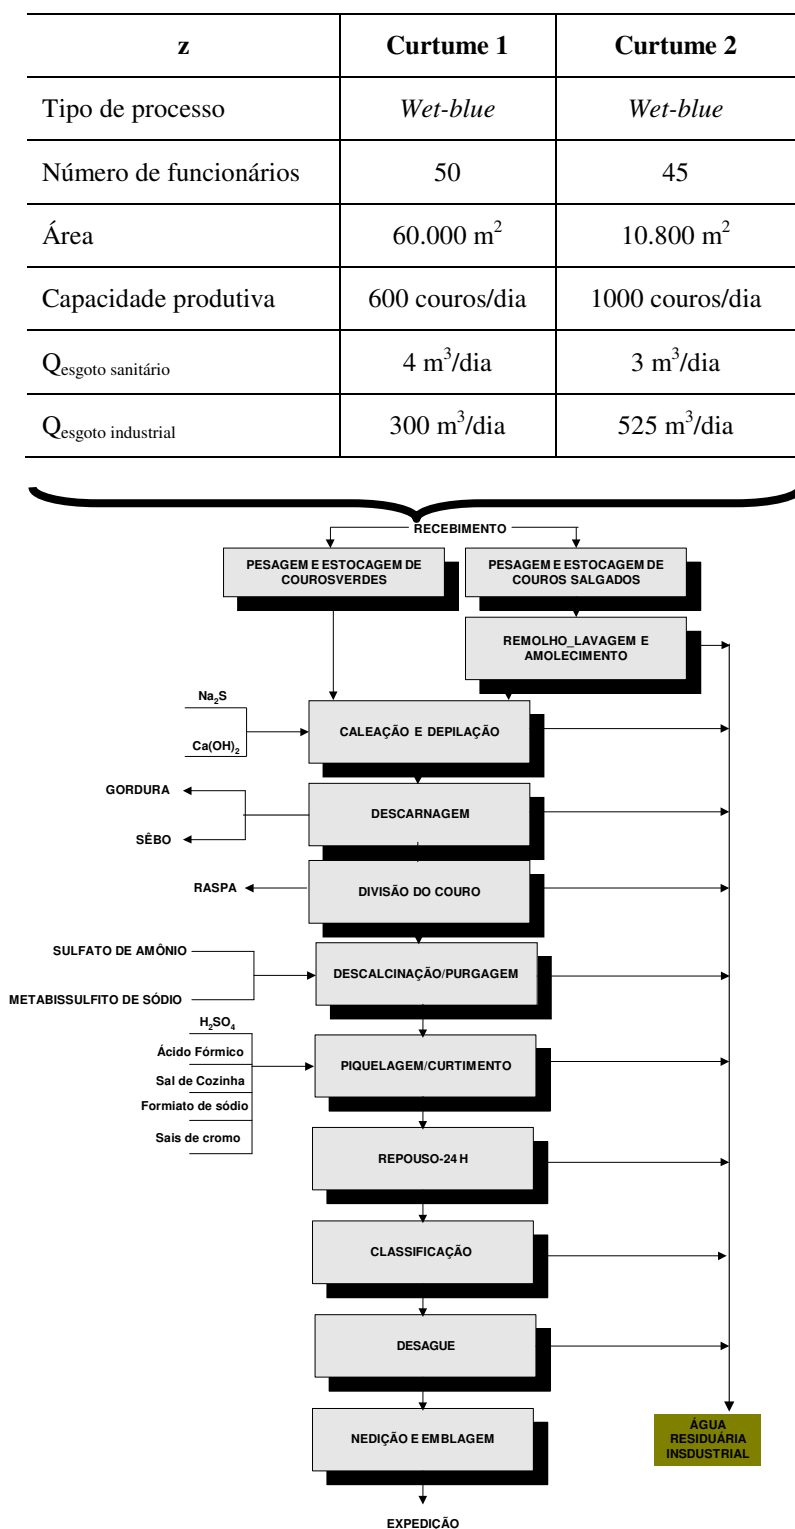 z Curtume 1 Curtume 2
Tipo de processo Wet-blue Wet-blue
Número de funcionários 50 45
Área 60.000 m2 10.800 m2
Capacidade produtiva 600 couros/dia 1000 couros/dia
Qesgoto sanitário 4 m3/dia 3 m3/dia
Qesgoto industrial 300 m3/dia 525 m3/dia
RECEBIMENTO
PESAGEM E ESTOCAGEM DE
COUROSVERDES
PESAGEM E ESTOCAGEM DE
COUROS SALGADOS
REMOLHO_LAVAGEM E
AMOLECIMENTO
Na2S
Ca(OH)2
CALEAÇÃO E DEPILAÇÃO
GORDURA
SÊBO
DESCARNAGEM
RASPA
DIVISÃO DO COURO
SULFATO DE AMÔNIO
METABISSULFITO DE SÓDIO
DESCALCINAÇÃO/PURGAGEM
H2SO4
Ácido Fórmico
Sal de Cozinha
Formiato de sódio
Sais de cromo
PIQUELAGEM/CURTIMENTO
REPOUSO-24 H
CLASSIFICAÇÃO
DESAGUE
NEDIÇÃO E EMBLAGEM
ÁGUA
RESIDUÁRIA
INSDUSTRIAL
EXPEDIÇÃO